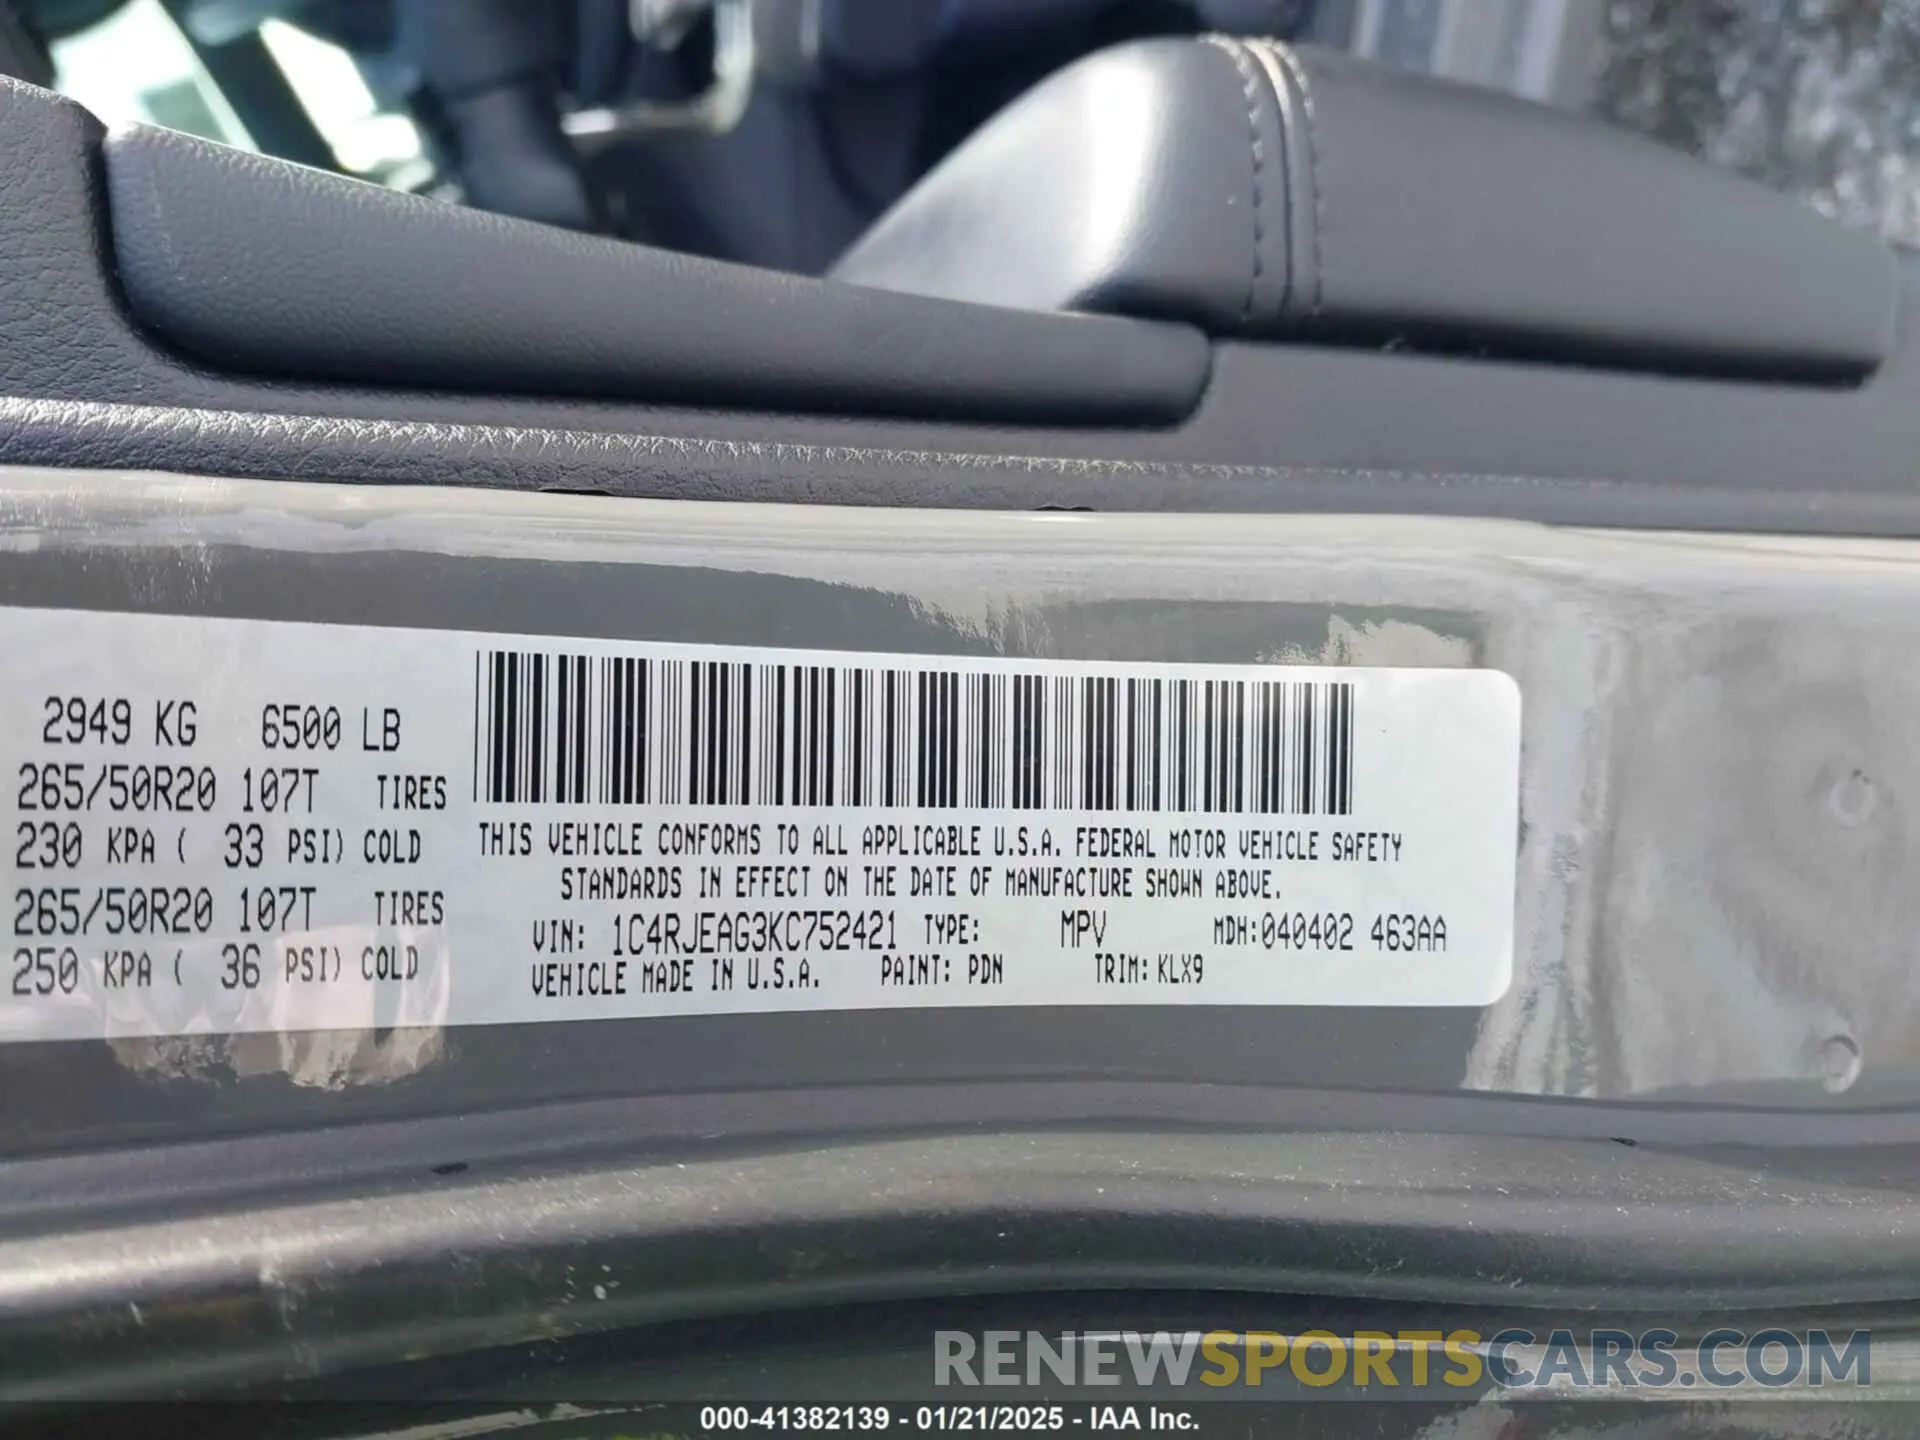 2949 KG 6500 LB
265/50R20 107T TIRES
230 KPA ( 33 PSI) COLD
265/50R20 107T TIRES
250 KPA ( 36 PSI) COLD
THIS VEHICLE CONFORMS TO ALL APPLICABLE U.S.A. FEDERAL MOTOR VEHICLE SAFETY
STANDARDS IN EFFECT ON THE DATE OF MANUFACTURE SHOWN ABOVE.
VIN: 1C4RJEAG3KC752421 TYPE: MPV MDH:040402 463AA
VEHICLE MADE IN U.S.A. PAINT: PDN TRIM: KLX9
RENEWSPORTSCARS.COM
000-41382139 - 01/21/2025 - IAA Inc.